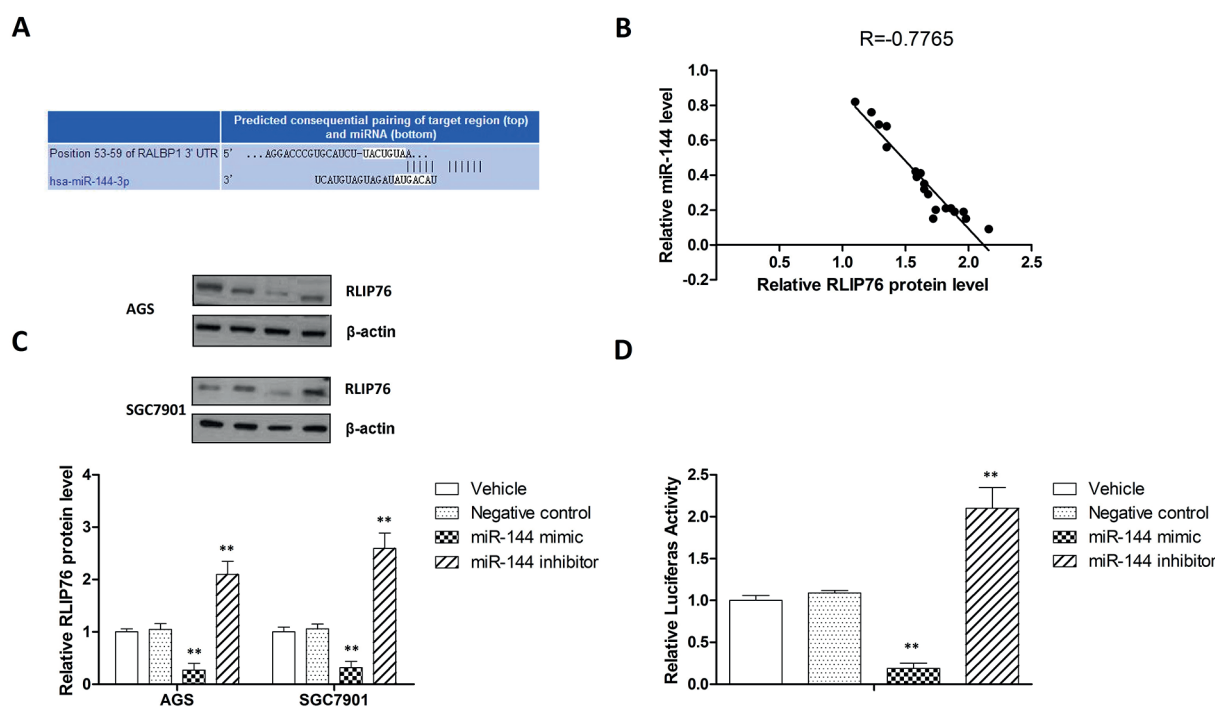 A
Predicted consequential pairing of target region (top)
and miRNA (bottom)
Position 53-59 of RALBP1 3' UTR 5' ...AGGACCCGUGCAUCU-UACUGUAA...
hsa-miR-144-3p 3' UCAUGUAGUAGAUAUGACAU
B
R=-0.7765
Relative miR-144 level
1.0
0.8
0.6
0.4
0.2
0.0
-0.2
0.5 1.0 1.5 2.0 2.5
Relative RLIP76 protein level
C
AGS
RLIP76
β-actin
SGC7901
RLIP76
β-actin
Relative RLIP76 protein level
4
3
2
1
0
** ** ** **
AGS SGC7901
Vehicle
Negative control
miR-144 mimic
miR-144 inhibitor
D
Relative Luciferas Activity
2.5
2.0
1.5
1.0
0.5
0.0
** **
Vehicle
Negative control
miR-144 mimic
miR-144 inhibitor